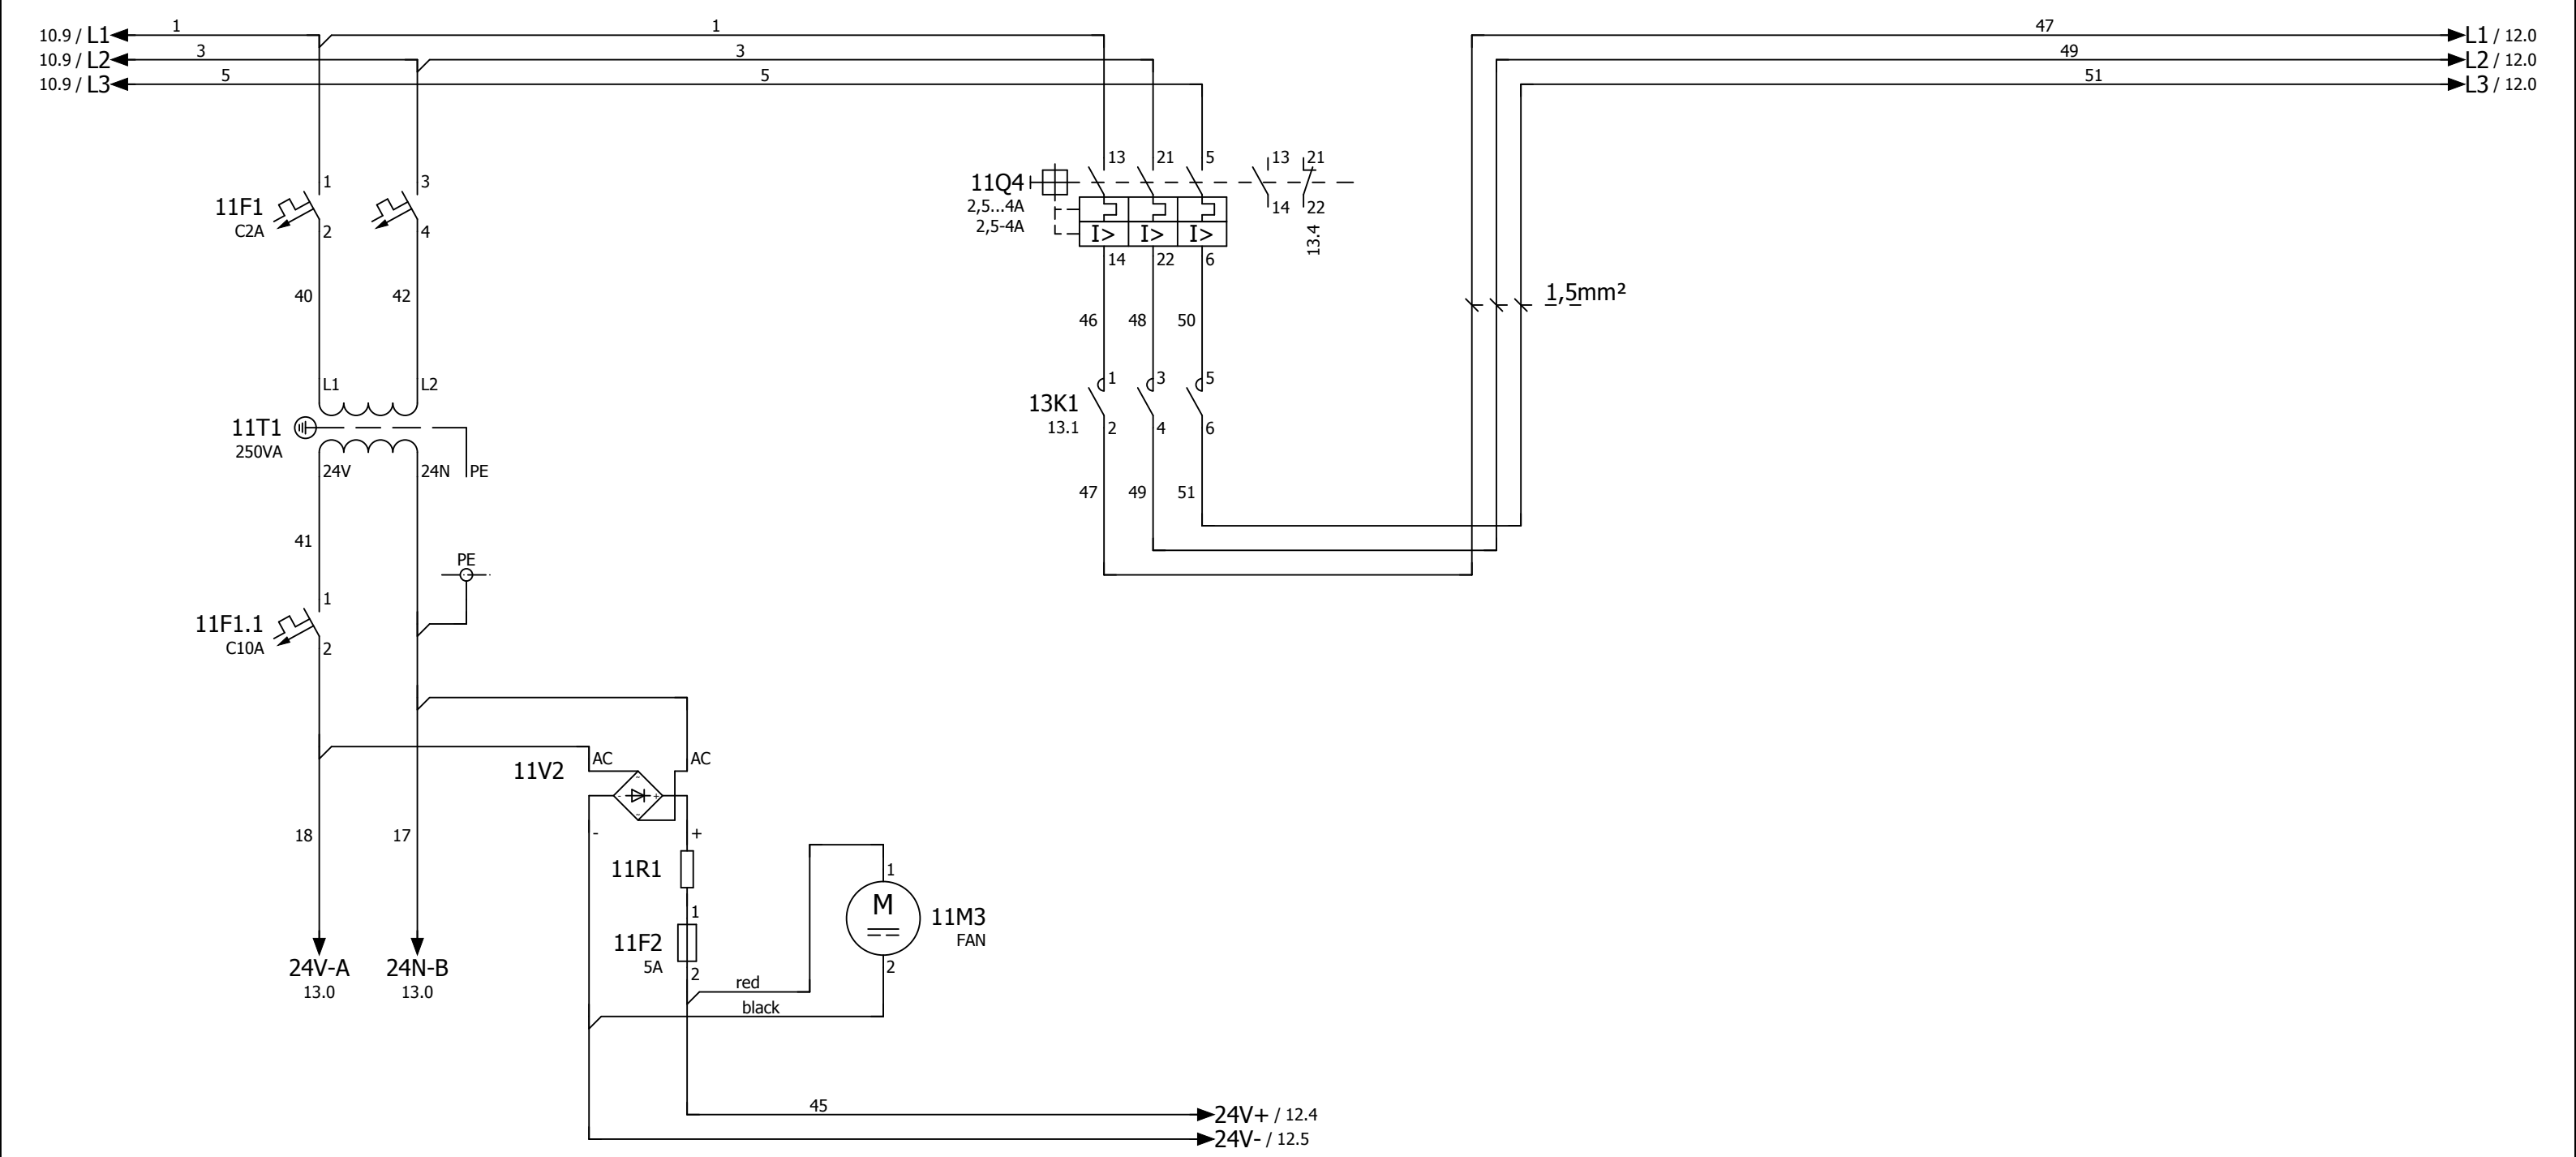 1 1 47
10.9 / L1 L1 / 12.0
3 3 49
10.9 / L2 L2 / 12.0
5 5 51
10.9 / L3 L3 / 12.0
13 21 5 13 21
1 3
11Q4
11F1 2,5...4A 14 22
C2A 2,5-4A
2 4 I> I> I> 13.4
14 22 6
40 42 1,5mm²
46 48 50
L1 L2 1 3 5
13K1
11T1 13.1 2 4 6
250VA
24V 24N PE
47 49 51
41
PE
1
11F1.1
C10A 2
AC AC
11V2
- +
18 17 - +
11R1 1
M 11M3
1 FAN
11F2
24V-A 24N-B 5A 2 2
13.0 13.0 red
black
45
24V+ / 12.4
24V- / 12.5